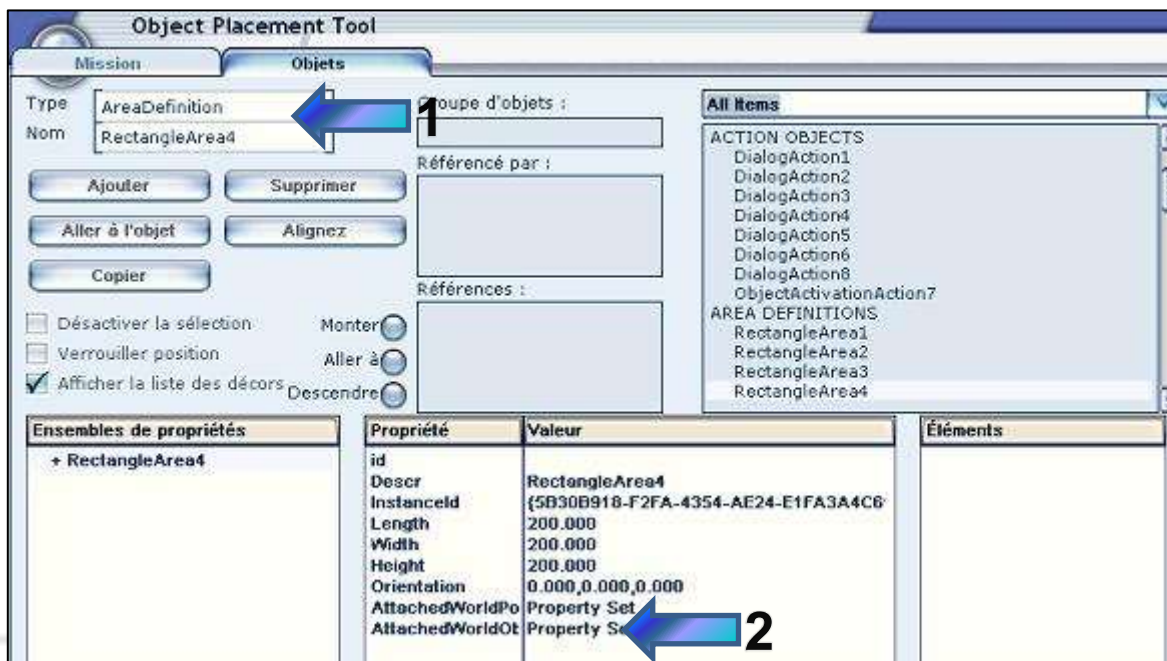 Object Placement Tool
Mission
Objets
Type
AreaDefinition
Nom
RectangleArea4
1
Groupe d'objets :
Ajouter
Supprimer
Aller à l'objet
Alignez
Copier
Référencé par :
Références :
Désactiver la sélection
Verrouiller position
Afficher la liste des décors
Monter
Aller à
Descendre
All Items
ACTION OBJECTS
DialogAction1
DialogAction2
DialogAction3
DialogAction4
DialogAction5
DialogAction6
DialogAction8
ObjectActivationAction7
AREA DEFINITIONS
RectangleArea1
RectangleArea2
RectangleArea3
RectangleArea4
Ensembles de propriétés
+ RectangleArea4
Propriété Valeur
id
Descr RectangleArea4
InstanceId {5B30B918-F2FA-4354-AE24-E1FA3A4C6
Length 200.000
Width 200.000
Height 200.000
Orientation 0.000,0.000,0.000
AttachedWorldPo Property Set
AttachedWorldOb Property Se
2
Éléments